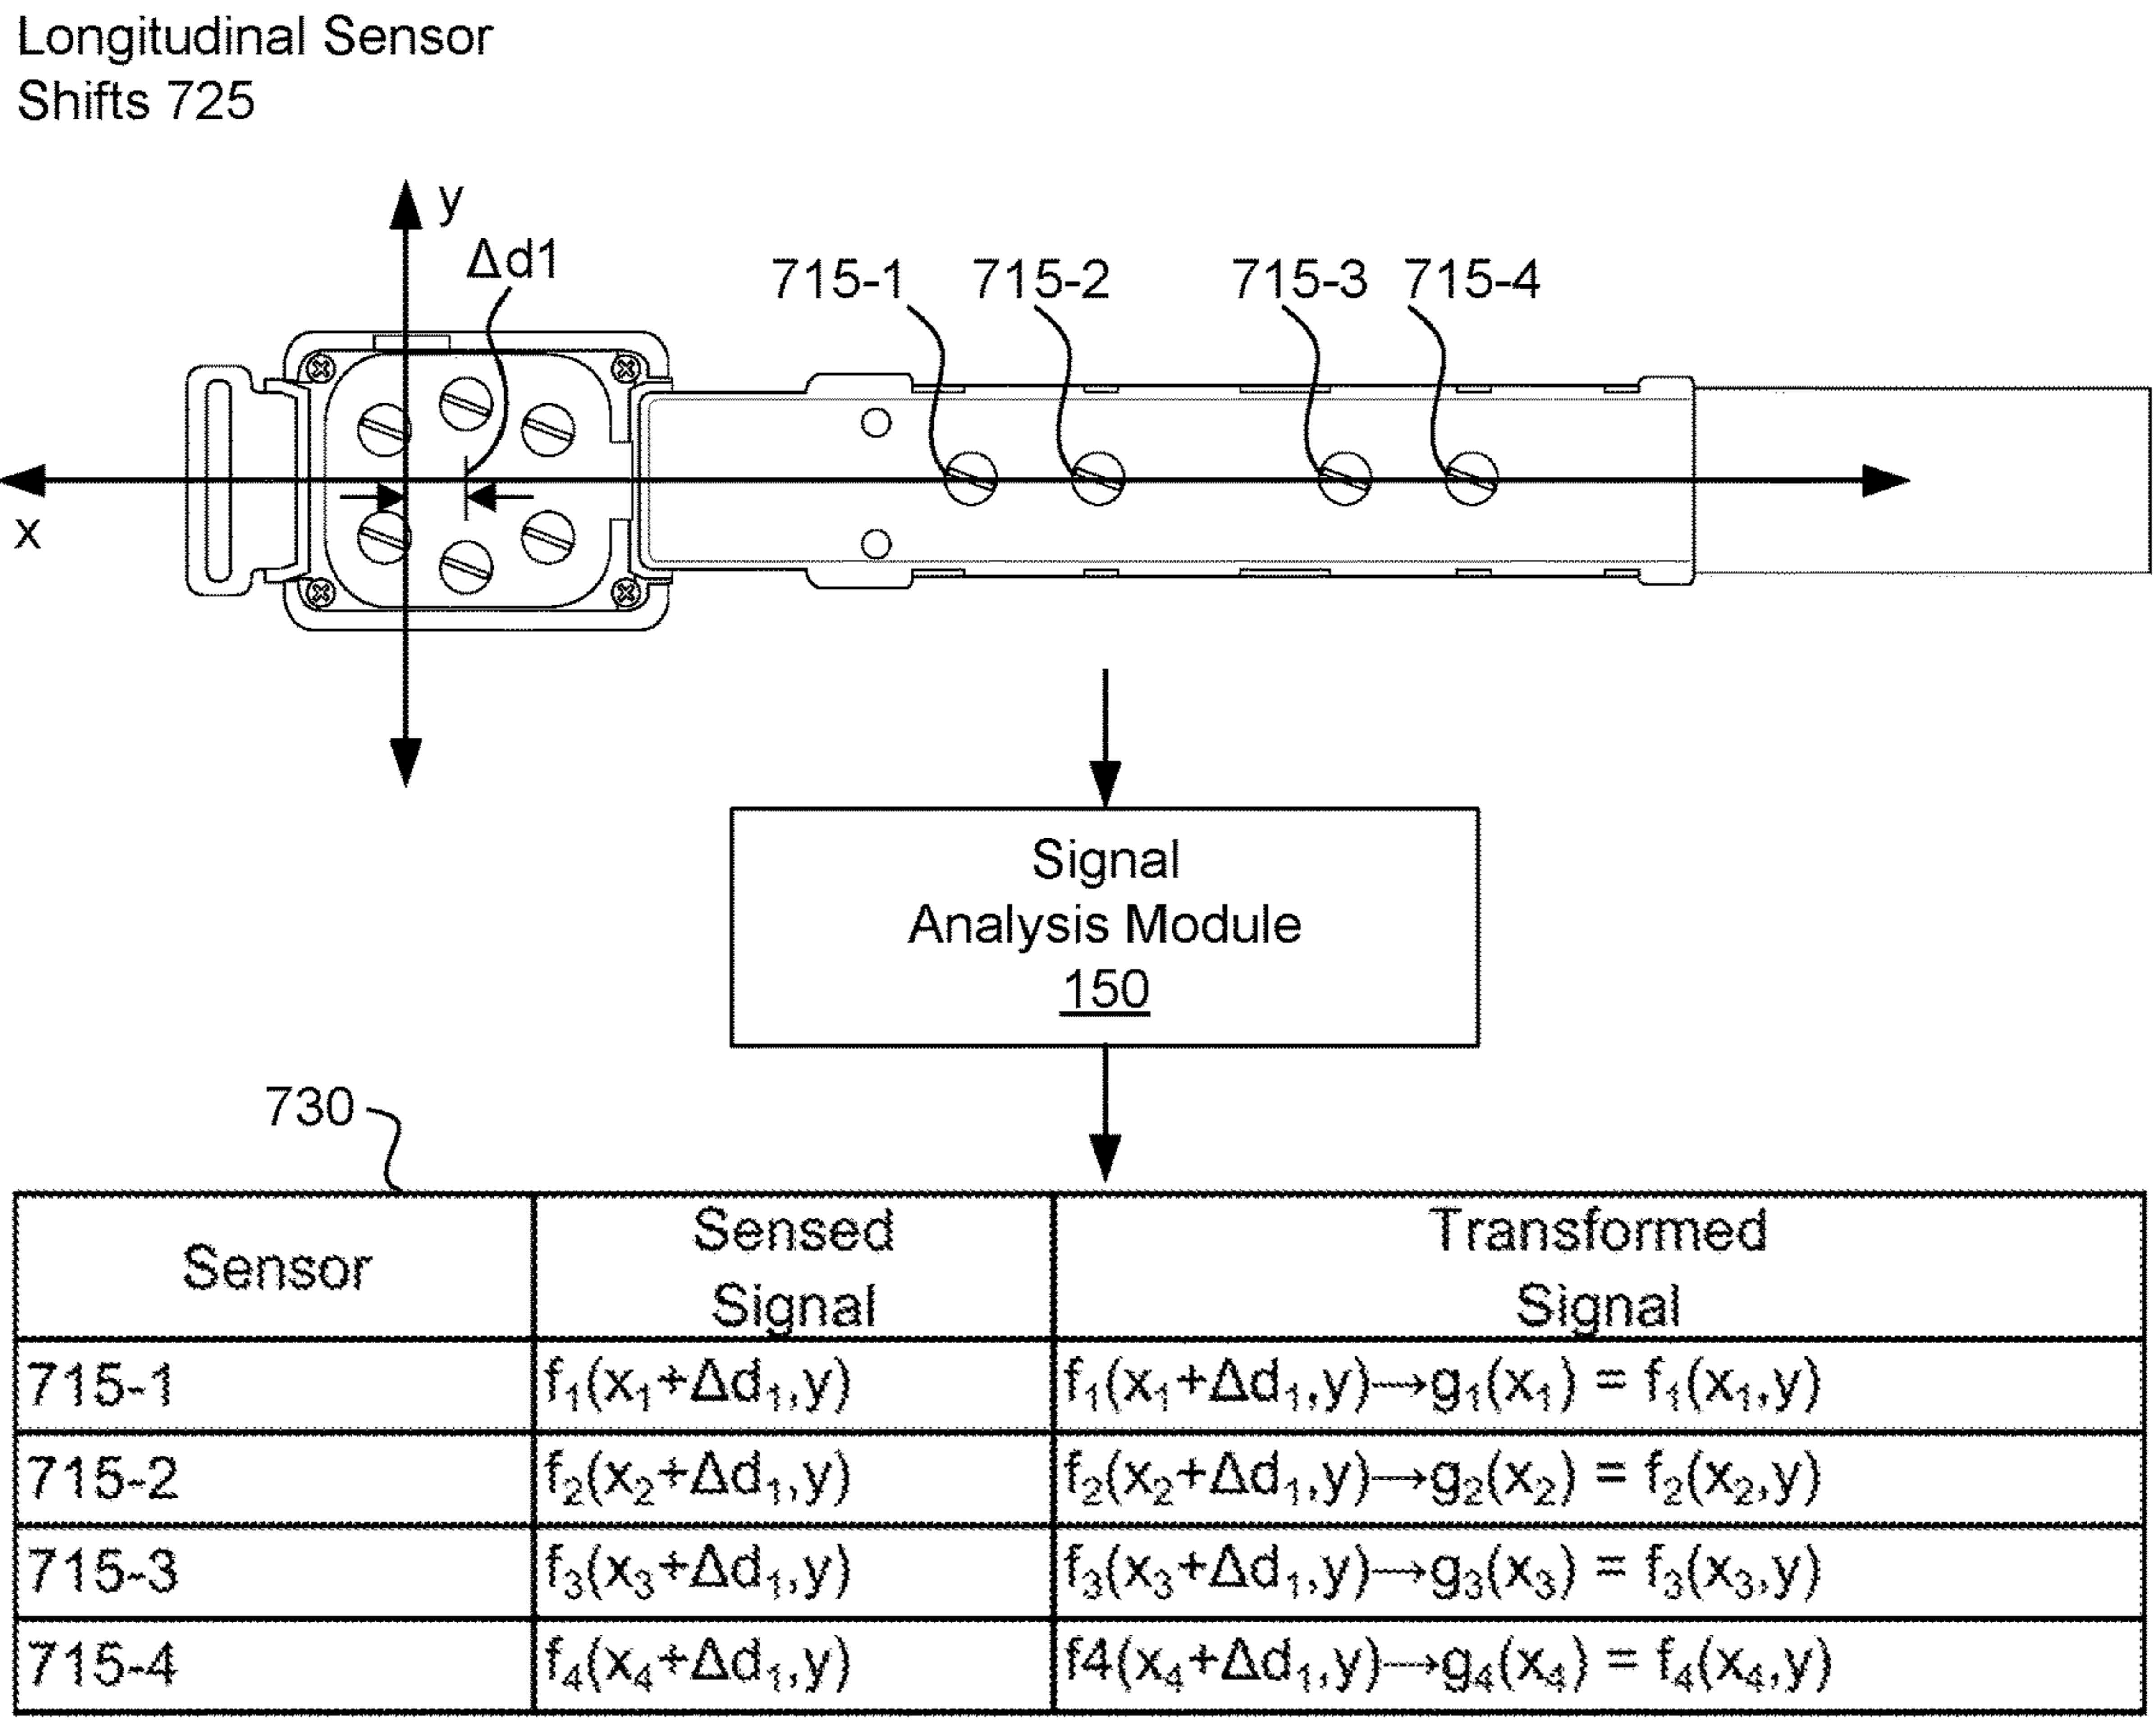 Longitudinal Sensor
Shifts 725
y
Δd1
715-1 715-2 715-3 715-4
x
Signal
Analysis Module
150
730
Sensor Sensed Signal Transformed Signal
715-1 f₁(x₁+Δd₁,y) f₁(x₁+Δd₁,y)→g₁(x₁) = f₁(x₁,y)
715-2 f₂(x₂+Δd₁,y) f₂(x₂+Δd₁,y)→g₂(x₂) = f₂(x₂,y)
715-3 f₃(x₃+Δd₁,y) f₃(x₃+Δd₁,y)→g₃(x₃) = f₃(x₃,y)
715-4 f₄(x₄+Δd₁,y) f4(x₄+Δd₁,y)→g₄(x₄) = f₄(x₄,y)